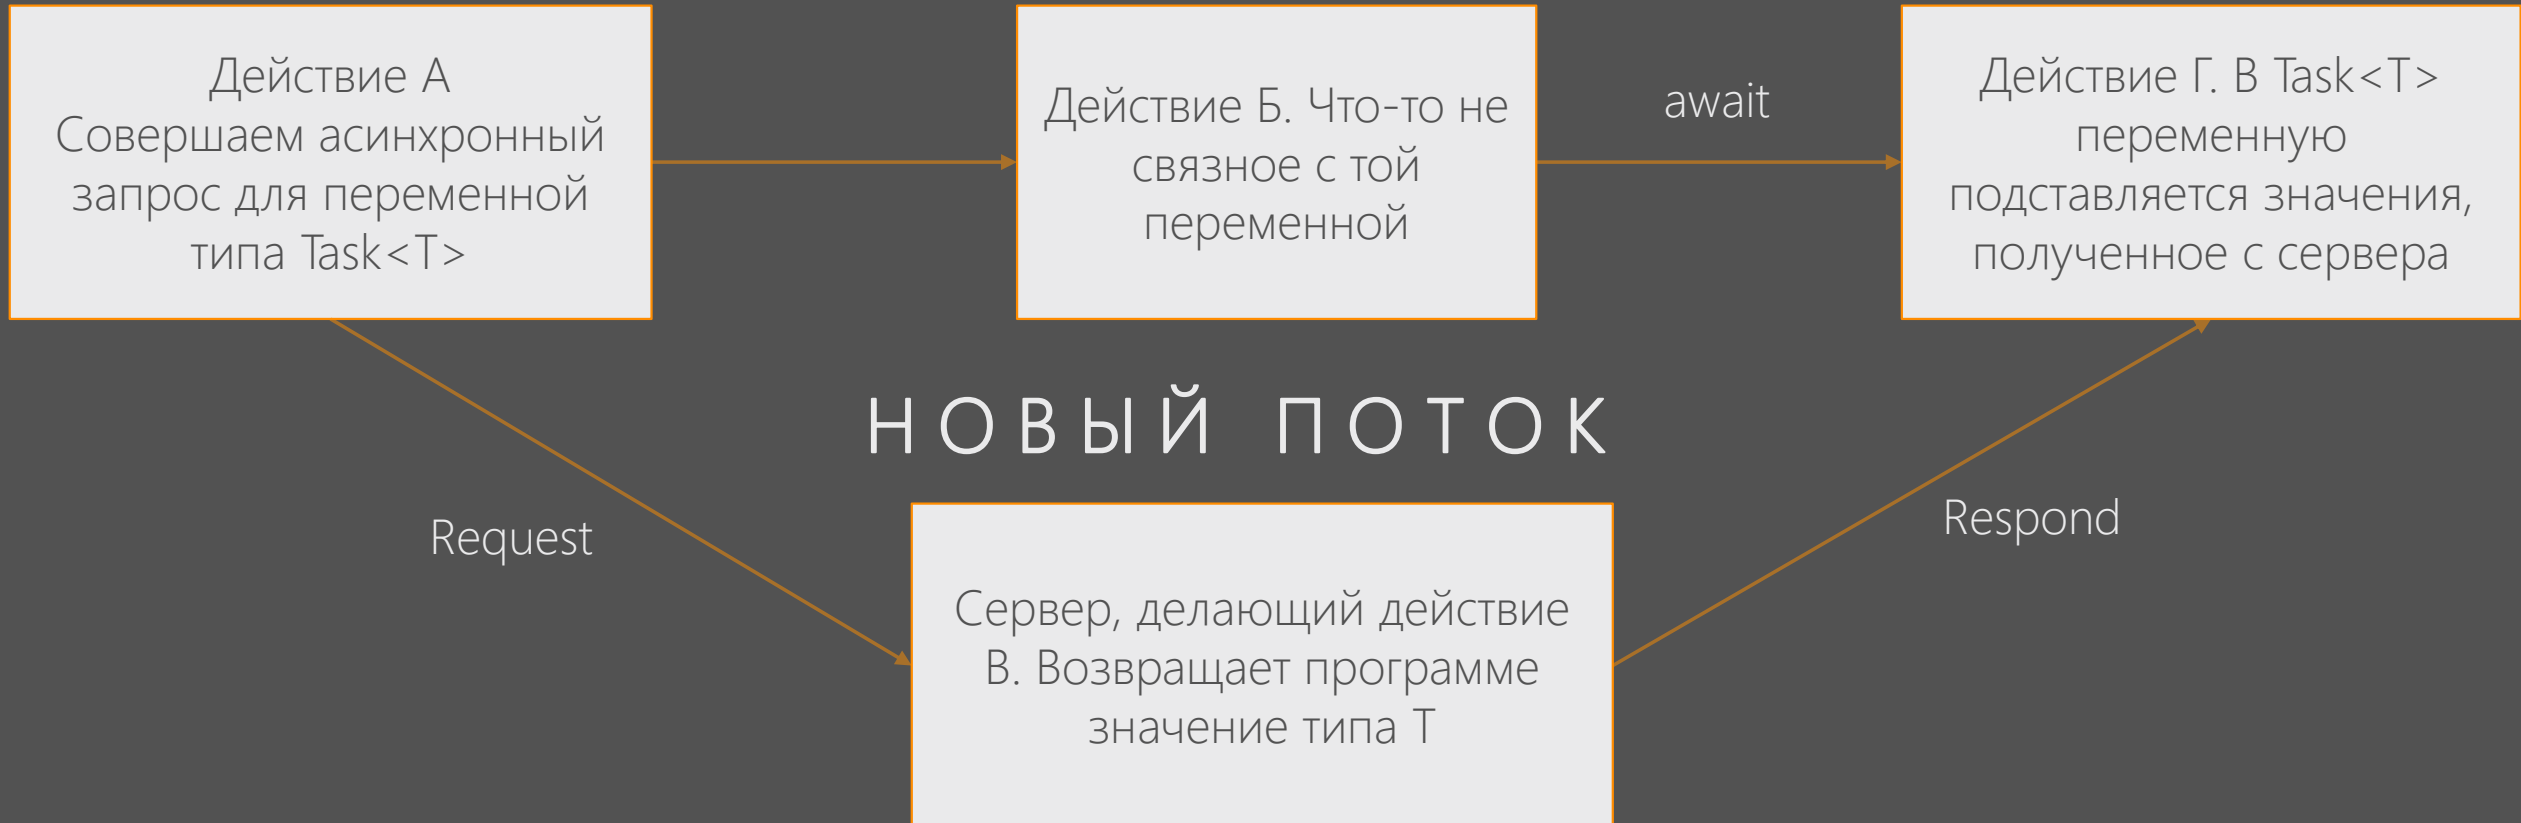 Действие А
Совершаем асинхронный
запрос для переменной
типа Task<T>
Действие Б. Что-то не
связное с той
переменной
await
Действие Г. В Task<T>
переменную
подставляется значения,
полученное с сервера
НОВЫЙ ПОТОК
Request
Respond
Сервер, делающий действие
В. Возвращает программе
значение типа Т